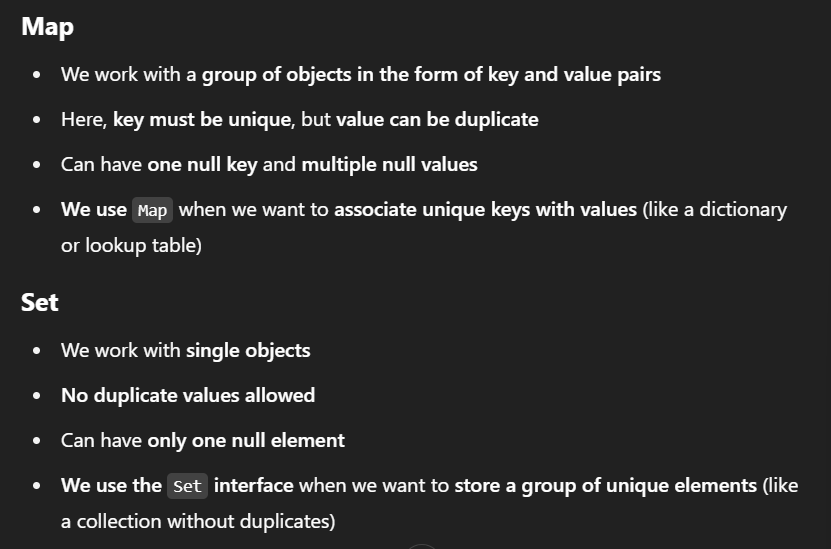 Map
• We work with a group of objects in the form of key and value pairs
• Here, key must be unique, but value can be duplicate
• Can have one null key and multiple null values
• We use Map when we want to associate unique keys with values (like a dictionary
or lookup table)
Set
• We work with single objects
• No duplicate values allowed
• Can have only one null element
• We use the Set interface when we want to store a group of unique elements (like
a collection without duplicates)